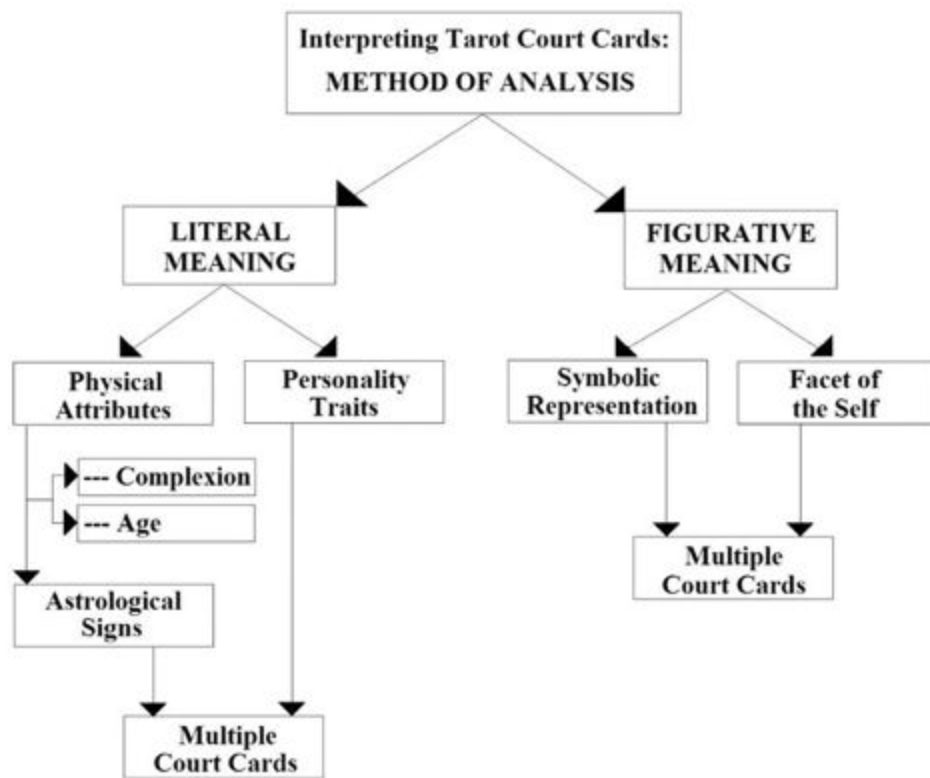 Interpreting Tarot Court Cards:
METHOD OF ANALYSIS
LITERAL
MEANING
FIGURATIVE
MEANING
Physical
Attributes
Personality
Traits
Symbolic
Representation
Facet of
the Self
--- Complexion
--- Age
Astrological
Signs
Multiple
Court Cards
Multiple
Court Cards